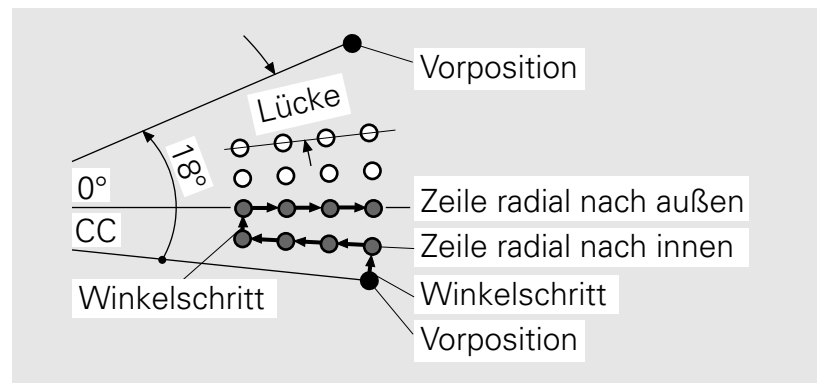 Vorposition
Lücke
18°
0°
Zeile radial nach außen
CC
Zeile radial nach innen
Winkelschritt
Winkelschritt
Vorposition